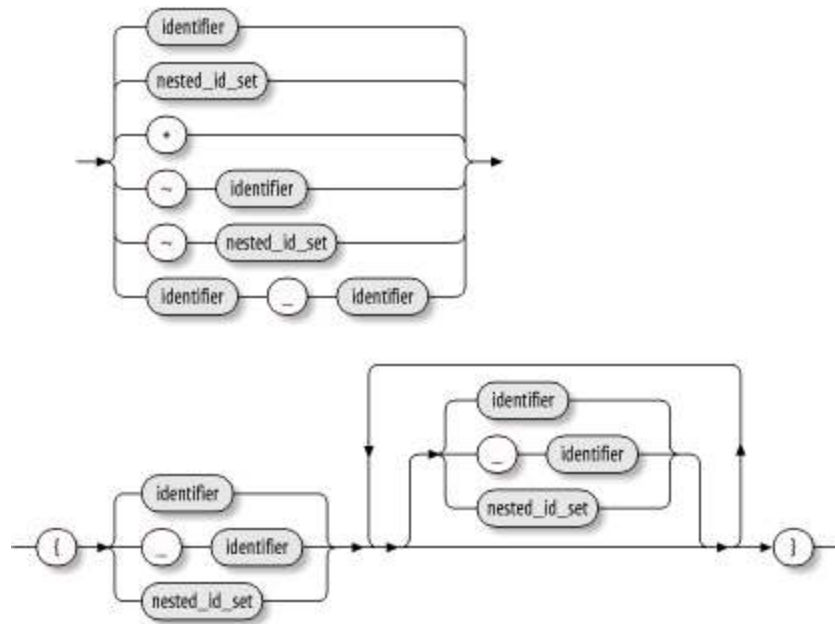 identifier
nested_id_set
*
~ identifier
~ nested_id_set
identifier _ identifier
identifier
_ identifier
nested_id_set
identifier
{ _ identifier }
nested_id_set